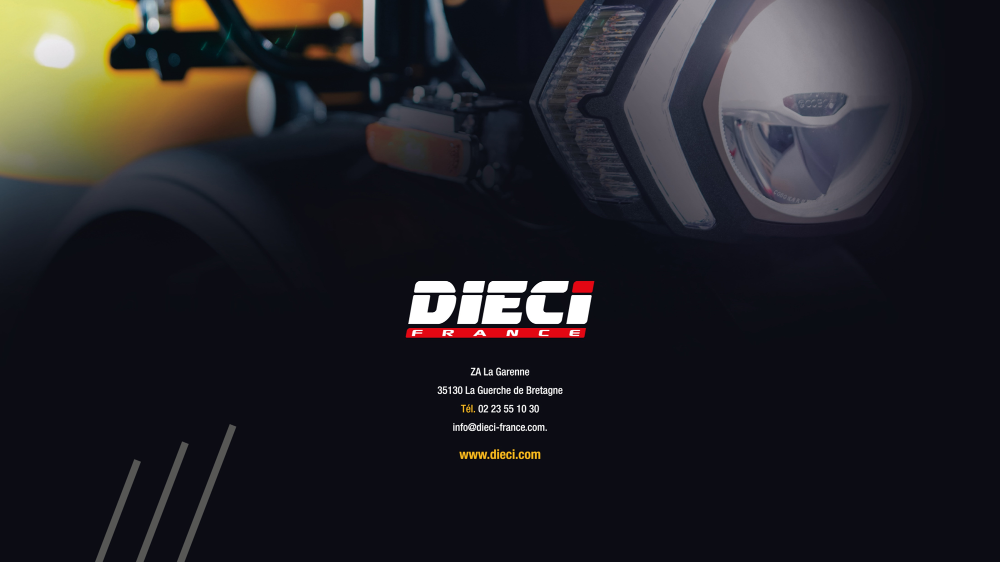 DIECI
FRANCE
ZA La Garenne
35130 La Guerche de Bretagne
Tél. 02 23 55 10 30
info@dieci-france.com.
www.dieci.com